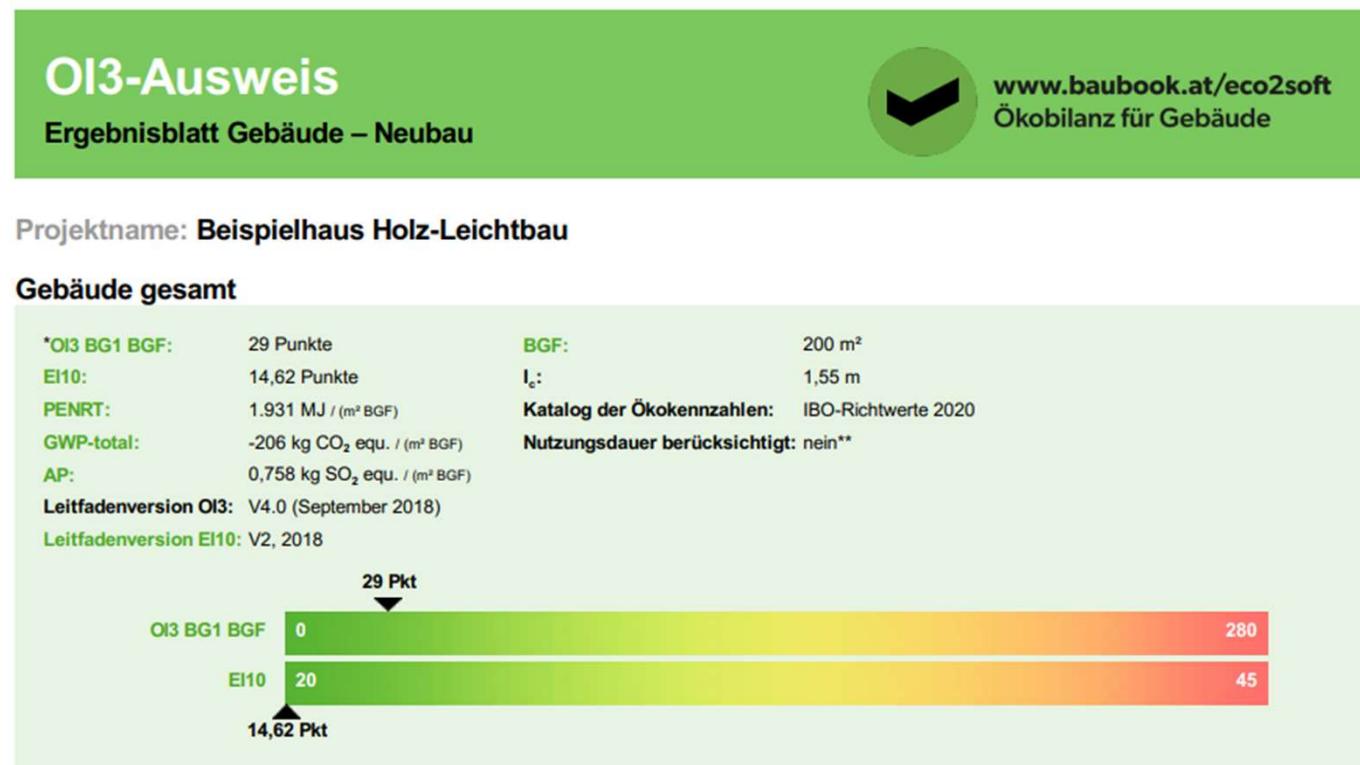 OI3-Ausweis
Ergebnisblatt Gebäude – Neubau
www.baubook.at/eco2soft
Ökobilanz für Gebäude
Projektname: Beispielhaus Holz-Leichtbau
Gebäude gesamt
*OI3 BG1 BGF: 29 Punkte
EI10: 14,62 Punkte
PENRT: 1.931 MJ / (m² BGF)
GWP-total: -206 kg CO₂ equ. / (m² BGF)
AP: 0,758 kg SO₂ equ. / (m² BGF)
Leitfadenversion OI3: V4.0 (September 2018)
Leitfadenversion EI10: V2, 2018
BGF: 200 m²
Ic: 1,55 m
Katalog der Ökokennzahlen: IBO-Richtwerte 2020
Nutzungsdauer berücksichtigt: nein**
29 Pkt
OI3 BG1 BGF 0 280
EI10 20 45
14,62 Pkt